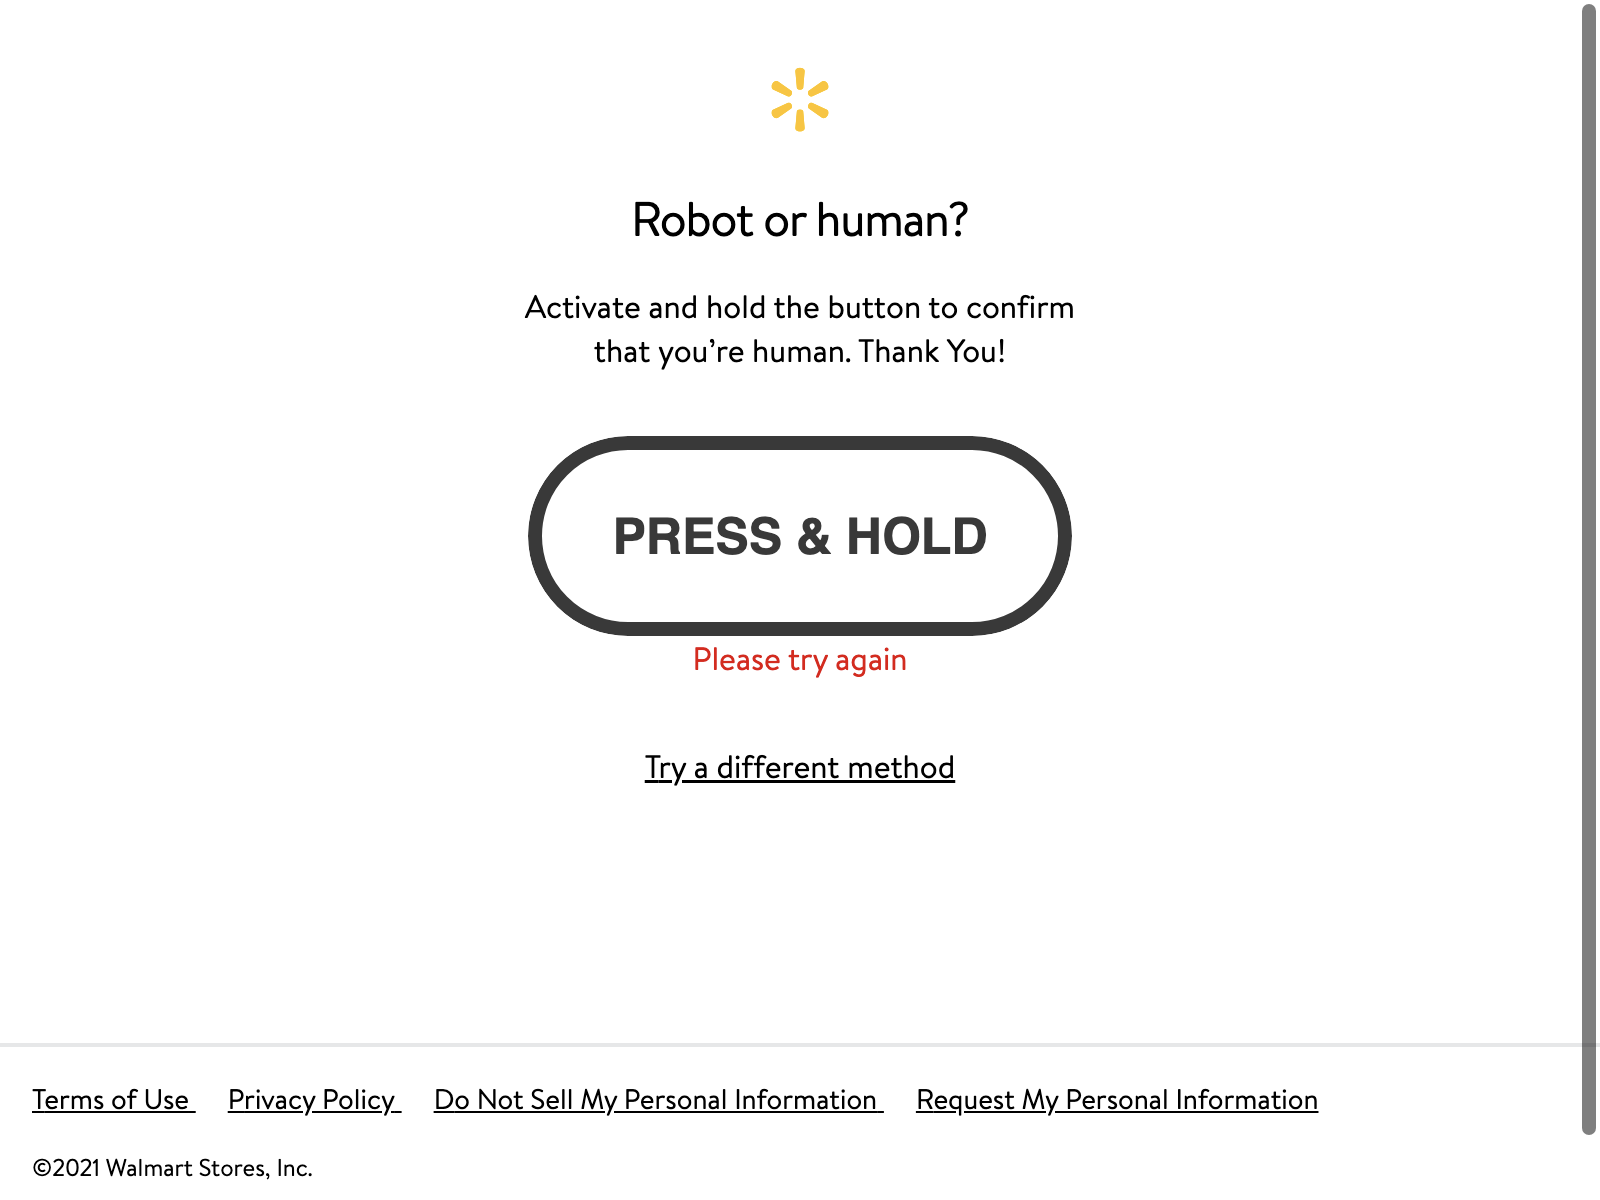 Robot or human?
Activate and hold the button to confirm
that you’re human. Thank You!
PRESS & HOLD
Please try again
Try a different method
Terms of Use Privacy Policy Do Not Sell My Personal Information Request My Personal Information
©2021 Walmart Stores, Inc.